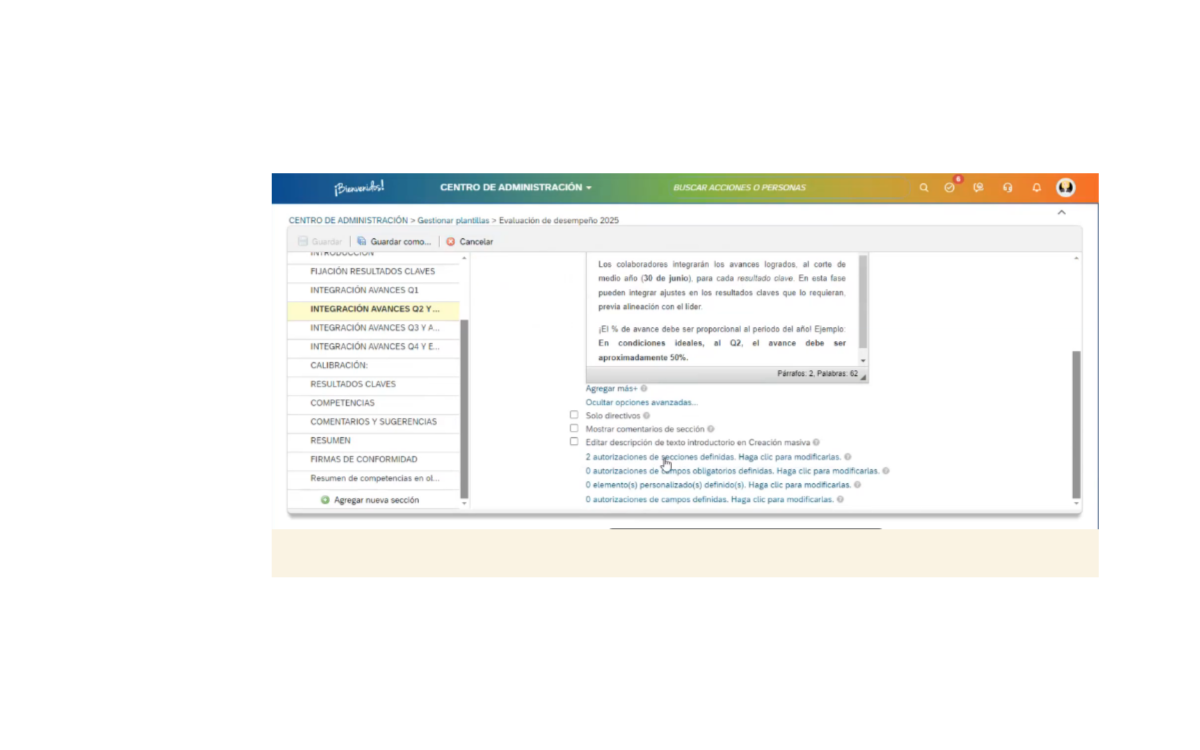 ¡Bienvenidos!
CENTRO DE ADMINISTRACIÓN
BUSCAR ACCIONES O PERSONAS
6
CENTRO DE ADMINISTRACIÓN > Gestionar plantillas > Evaluación de desempeño 2025
Guardar | Guardar como... | Cancelar
INTRODUCCIÓN
FIJACIÓN RESULTADOS CLAVES
INTEGRACIÓN AVANCES Q1
INTEGRACIÓN AVANCES Q2 Y...
INTEGRACIÓN AVANCES Q3 Y A...
INTEGRACIÓN AVANCES Q4 Y E...
CALIBRACIÓN:
RESULTADOS CLAVES
COMPETENCIAS
COMENTARIOS Y SUGERENCIAS
RESUMEN
FIRMAS DE CONFORMIDAD
Resumen de competencias en ol...
Agregar nueva sección
Los colaboradores integrarán los avances logrados, al corte de
medio año (30 de junio), para cada resultado clave. En esta fase
pueden integrar ajustes en los resultados claves que lo requieran,
previa alineación con el líder.
¡El % de avance debe ser proporcional al periodo del año! Ejemplo:
En condiciones ideales, al Q2, el avance debe ser
aproximadamente 50%.
Párrafos: 2, Palabras: 62
Agregar más+
Ocultar opciones avanzadas...
Solo directivos
Mostrar comentarios de sección
Editar descripción de texto introductorio en Creación masiva
2 autorizaciones de secciones definidas. Haga clic para modificarlas.
0 autorizaciones de campos obligatorios definidas. Haga clic para modificarlas.
0 elemento(s) personalizado(s) definido(s). Haga clic para modificarlas.
0 autorizaciones de campos definidas. Haga clic para modificarlas.